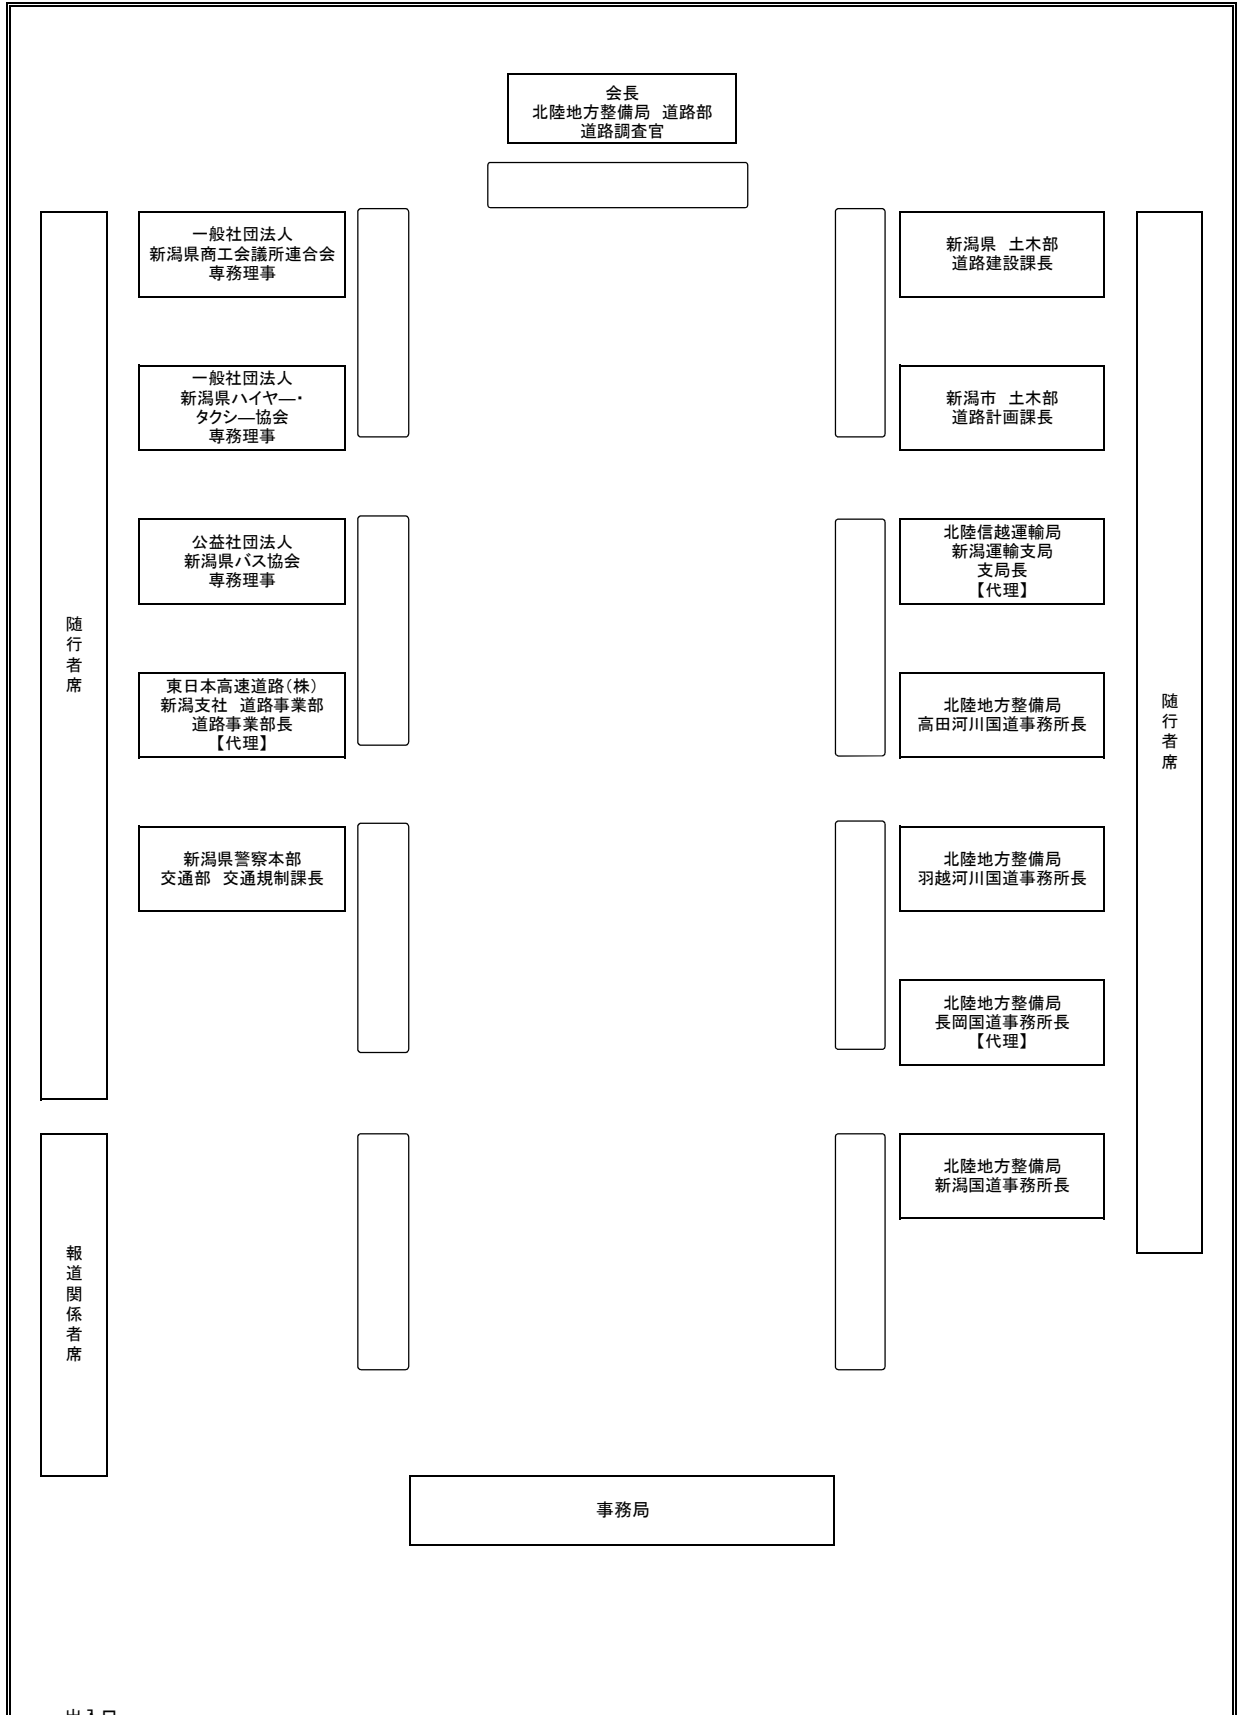 会長
北陸地方整備局 道路部
道路調査官
一般社団法人
新潟県商工会議所連合会
専務理事
一般社団法人
新潟県ハイヤ―・
タクシ―協会
専務理事
公益社団法人
新潟県バス協会
専務理事
東日本高速道路(株)
新潟支社 道路事業部
道路事業部長
【代理】
新潟県警察本部
交通部 交通規制課長
新潟県 土木部
道路建設課長
新潟市 土木部
道路計画課長
北陸信越運輸局
新潟運輸支局
支局長
【代理】
北陸地方整備局
高田河川国道事務所長
北陸地方整備局
羽越河川国道事務所長
北陸地方整備局
長岡国道事務所長
【代理】
北陸地方整備局
新潟国道事務所長
随行者席
随行者席
報道関係者席
事務局
出入口